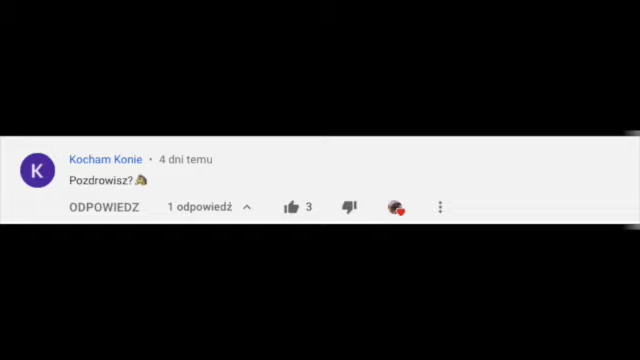 K
Kocham Konie • 4 dni temu
Pozdrowisz?
ODPOWIEDZ 1 odpowiedź 3